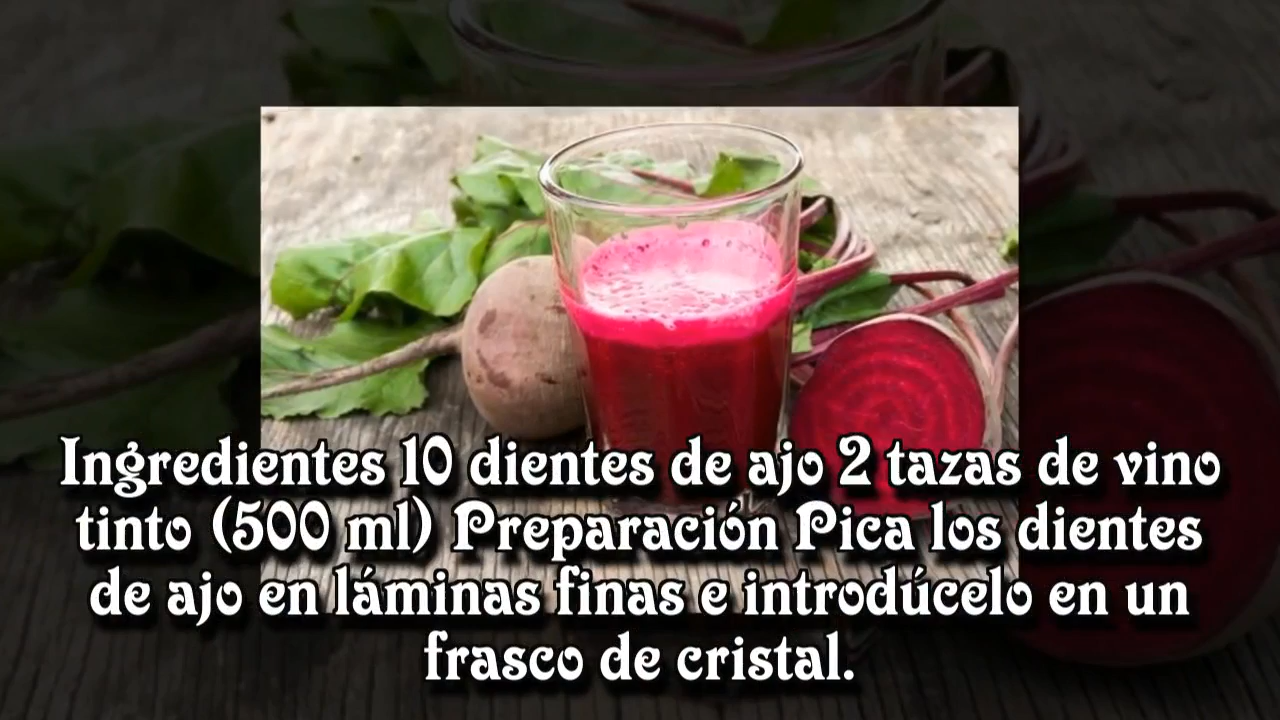 Ingredientes 10 dientes de ajo 2 tazas de vino
tinto (500 ml) Preparación Pica los dientes
de ajo en láminas finas e introdúcelo en un
frasco de cristal.